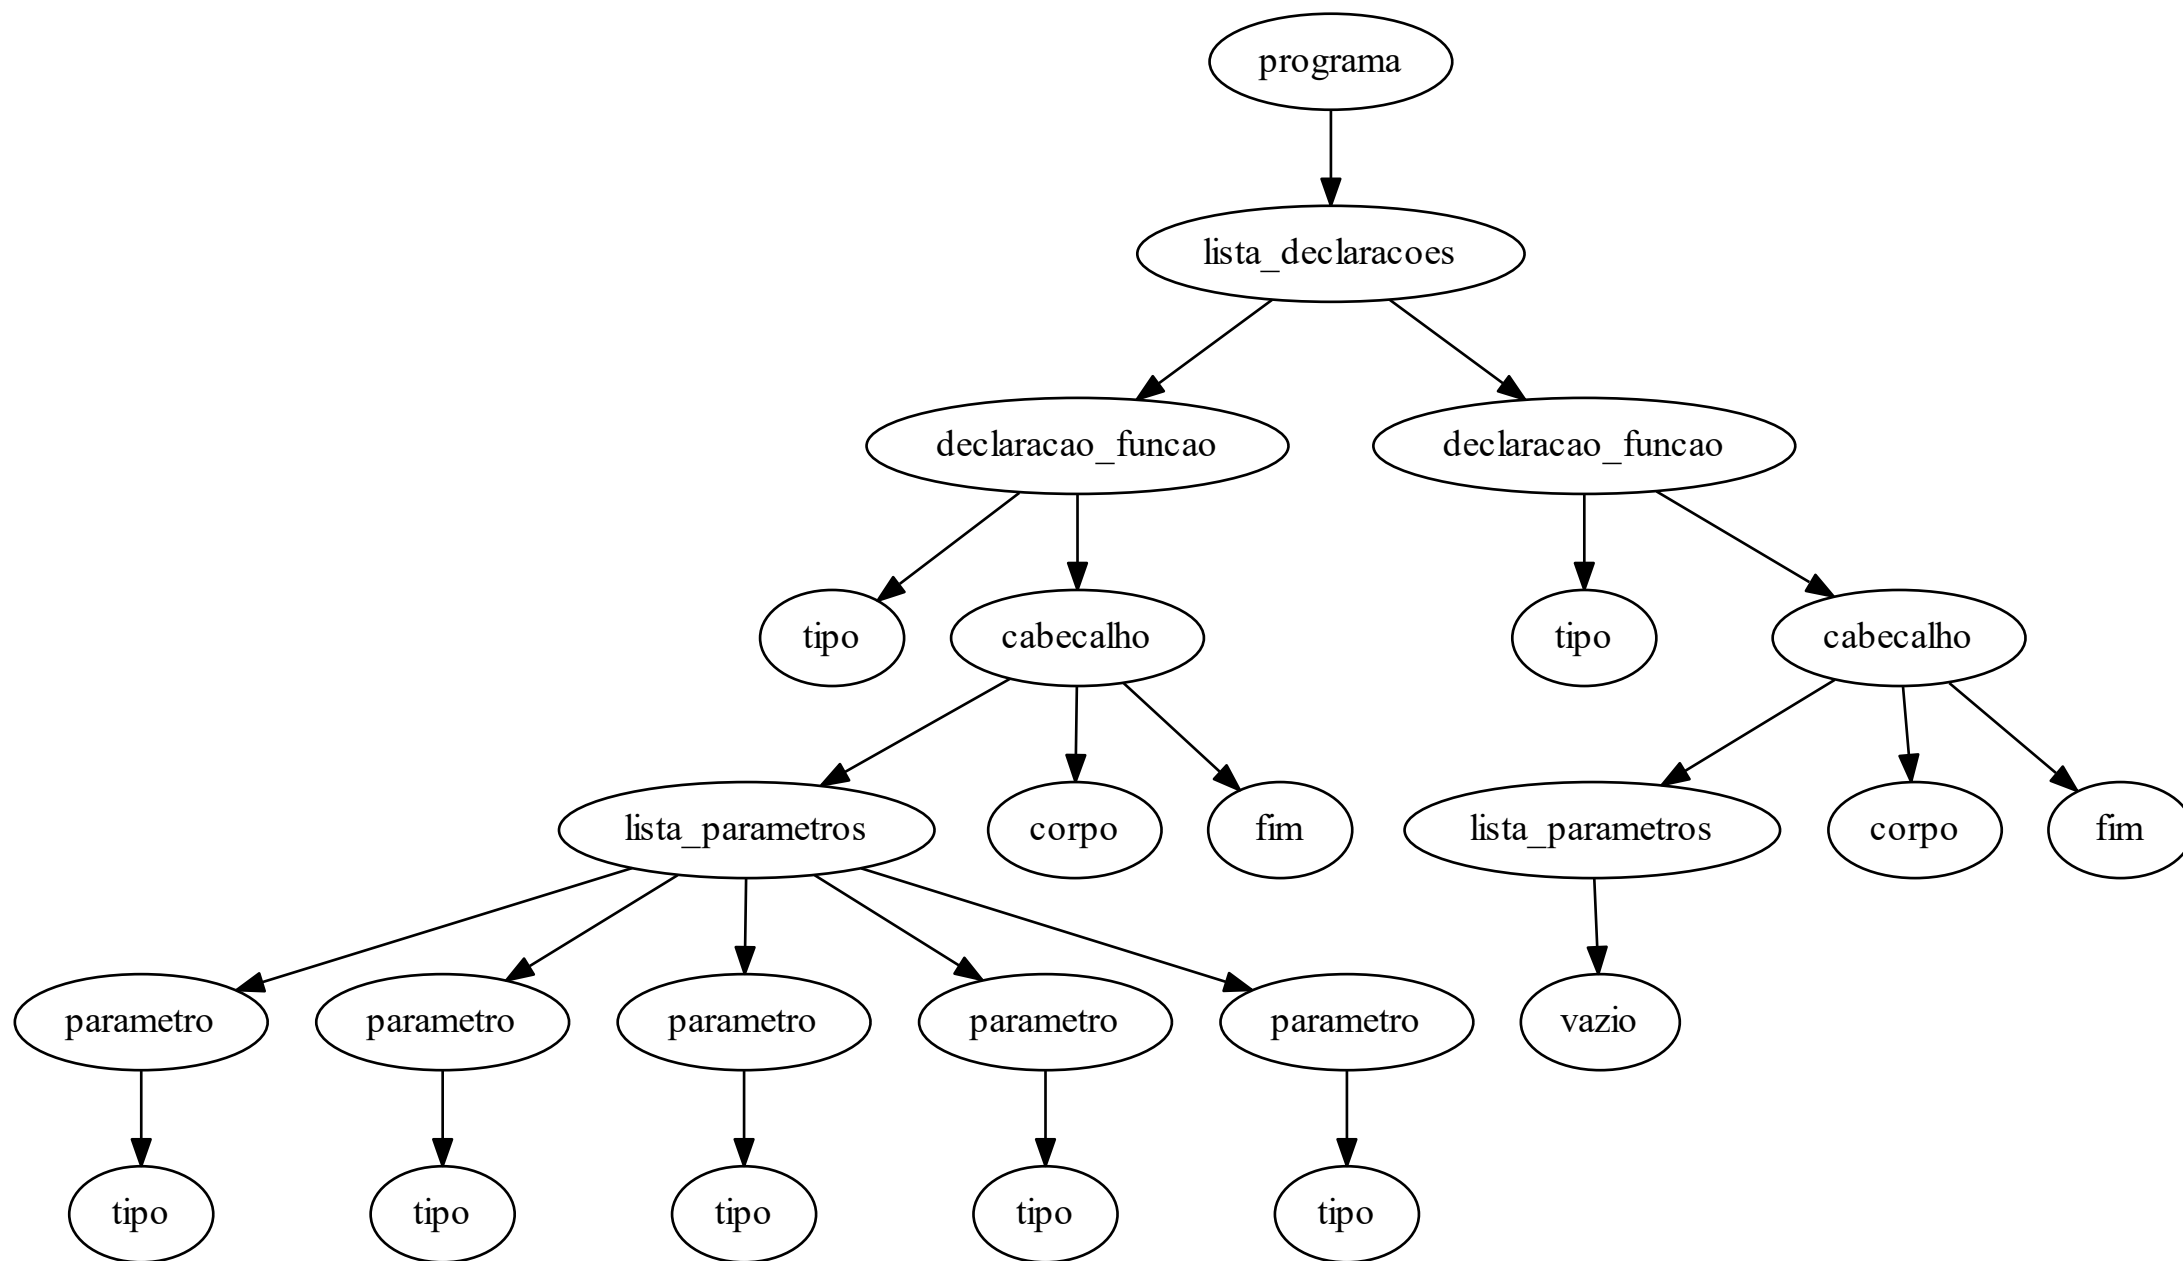 programa
lista_declaracoes
declaracao_funcao declaracao_funcao
tipo cabecalho tipo cabecalho
lista_parametros corpo fim lista_parametros corpo fim
parametro parametro parametro parametro parametro vazio
tipo tipo tipo tipo tipo